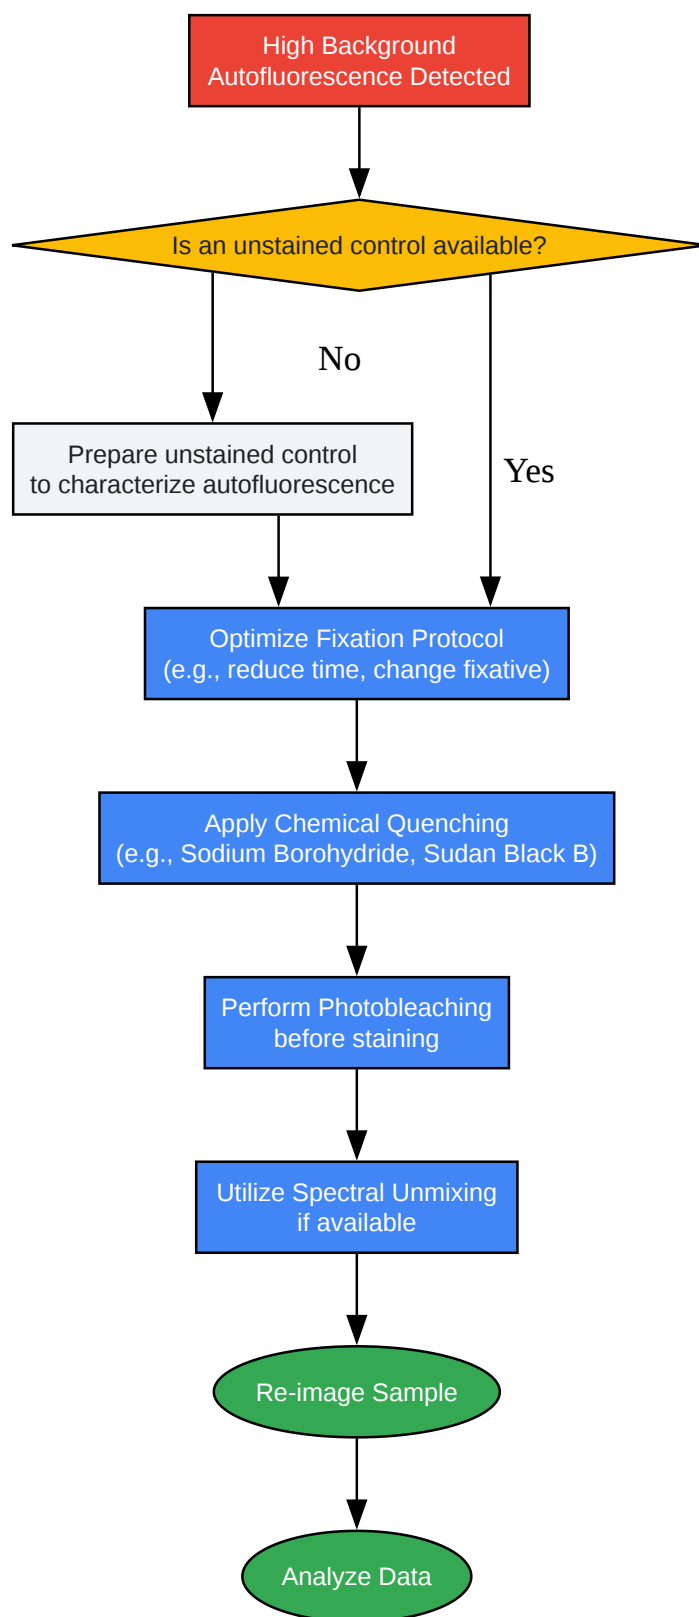 High Background
Autofluorescence Detected
Is an unstained control available?
No
Prepare unstained control
to characterize autofluorescence
Yes
Optimize Fixation Protocol
(e.g., reduce time, change fixative)
Apply Chemical Quenching
(e.g., Sodium Borohydride, Sudan Black B)
Perform Photobleaching
before staining
Utilize Spectral Unmixing
if available
Re-image Sample
Analyze Data